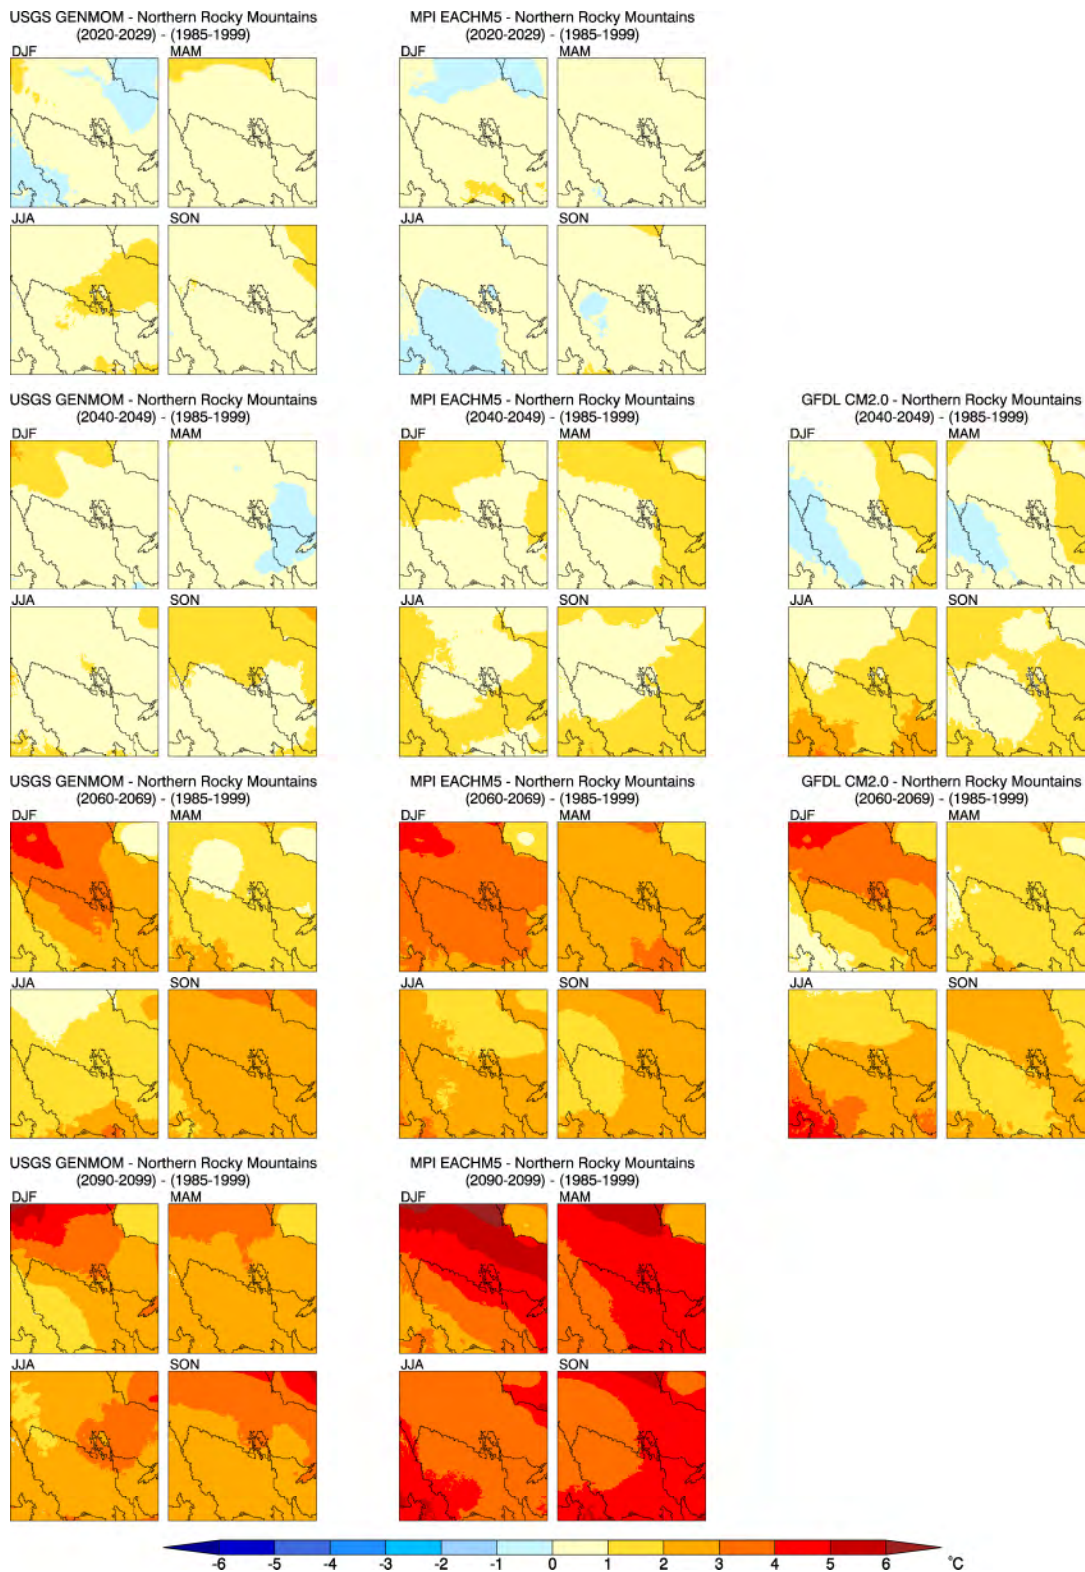 USGS GENMOM - Northern Rocky Mountains
(2020-2029) - (1985-1999)
DJF
MAM
JJA
SON
MPI EACHM5 - Northern Rocky Mountains
(2020-2029) - (1985-1999)
DJF
MAM
JJA
SON
USGS GENMOM - Northern Rocky Mountains
(2040-2049) - (1985-1999)
DJF
MAM
JJA
SON
MPI EACHM5 - Northern Rocky Mountains
(2040-2049) - (1985-1999)
DJF
MAM
JJA
SON
GFDL CM2.0 - Northern Rocky Mountains
(2040-2049) - (1985-1999)
DJF
MAM
JJA
SON
USGS GENMOM - Northern Rocky Mountains
(2060-2069) - (1985-1999)
DJF
MAM
JJA
SON
MPI EACHM5 - Northern Rocky Mountains
(2060-2069) - (1985-1999)
DJF
MAM
JJA
SON
GFDL CM2.0 - Northern Rocky Mountains
(2060-2069) - (1985-1999)
DJF
MAM
JJA
SON
USGS GENMOM - Northern Rocky Mountains
(2090-2099) - (1985-1999)
DJF
MAM
JJA
SON
MPI EACHM5 - Northern Rocky Mountains
(2090-2099) - (1985-1999)
DJF
MAM
JJA
SON
-6 -5 -4 -3 -2 -1 0 1 2 3 4 5 6 °C